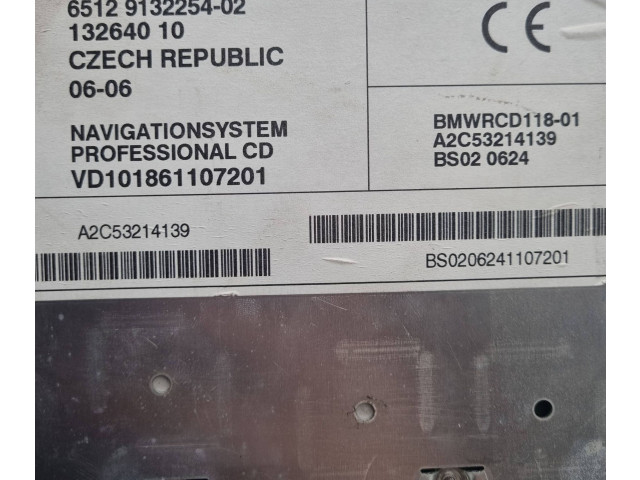 6512 9132254-02
132640 10
CZECH REPUBLIC
06-06
NAVIGATIONSYSTEM
PROFESSIONAL CD
VD101861107201
CE
BMWRCD118-01
A2C53214139
BS02 0624
A2C53214139
BS0206241107201